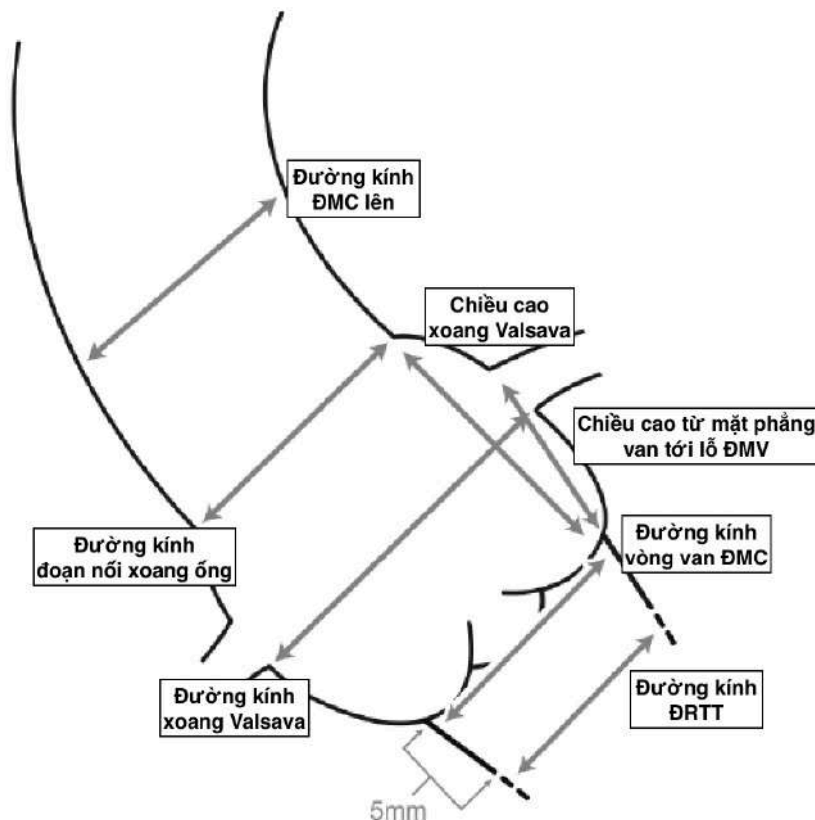 Đường kính
ĐMC lên
Chiều cao
xoang Valsava
Chiều cao từ mặt phẳng
van tới lỗ ĐMV
Đường kính
đoạn nối xoang ống
Đường kính
vòng van ĐMC
Đường kính
xoang Valsava
Đường kính
ĐRTT
5mm